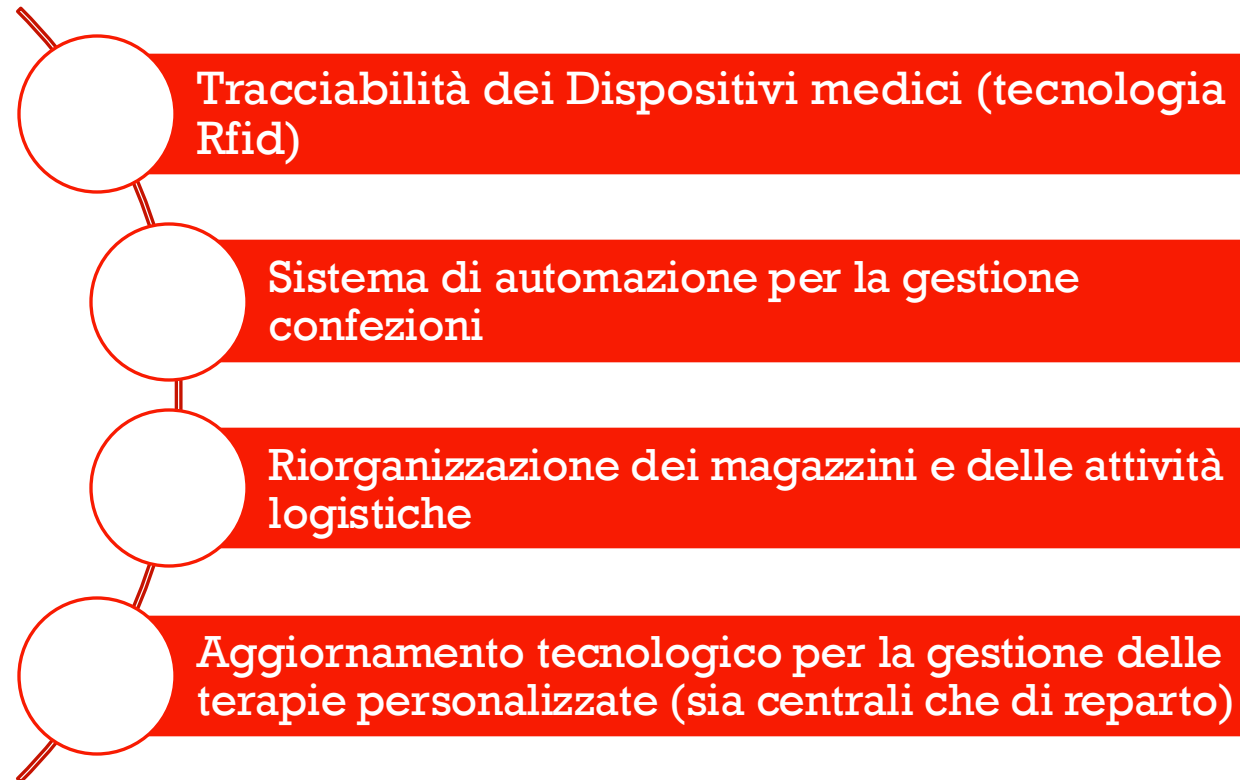 Tracciabilità dei Dispositivi medici (tecnologia
Rfid)
Sistema di automazione per la gestione
confezioni
Riorganizzazione dei magazzini e delle attività
logistiche
Aggiornamento tecnologico per la gestione delle
terapie personalizzate (sia centrali che di reparto)